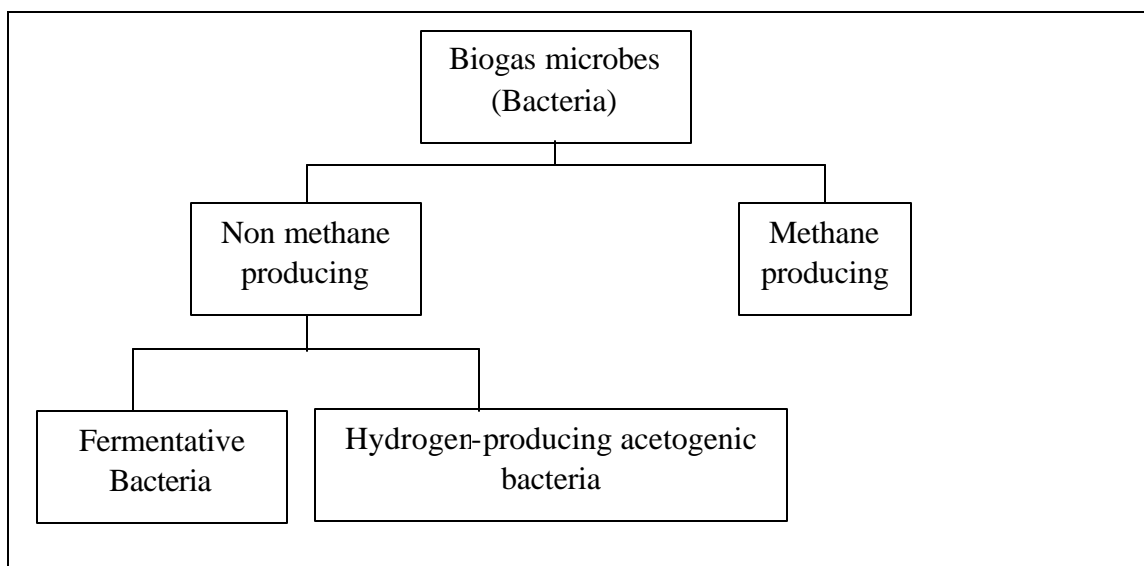 Biogas microbes
(Bacteria)
Non methane
producing
Methane
producing
Fermentative
Bacteria
Hydrogen-producing acetogenic
bacteria